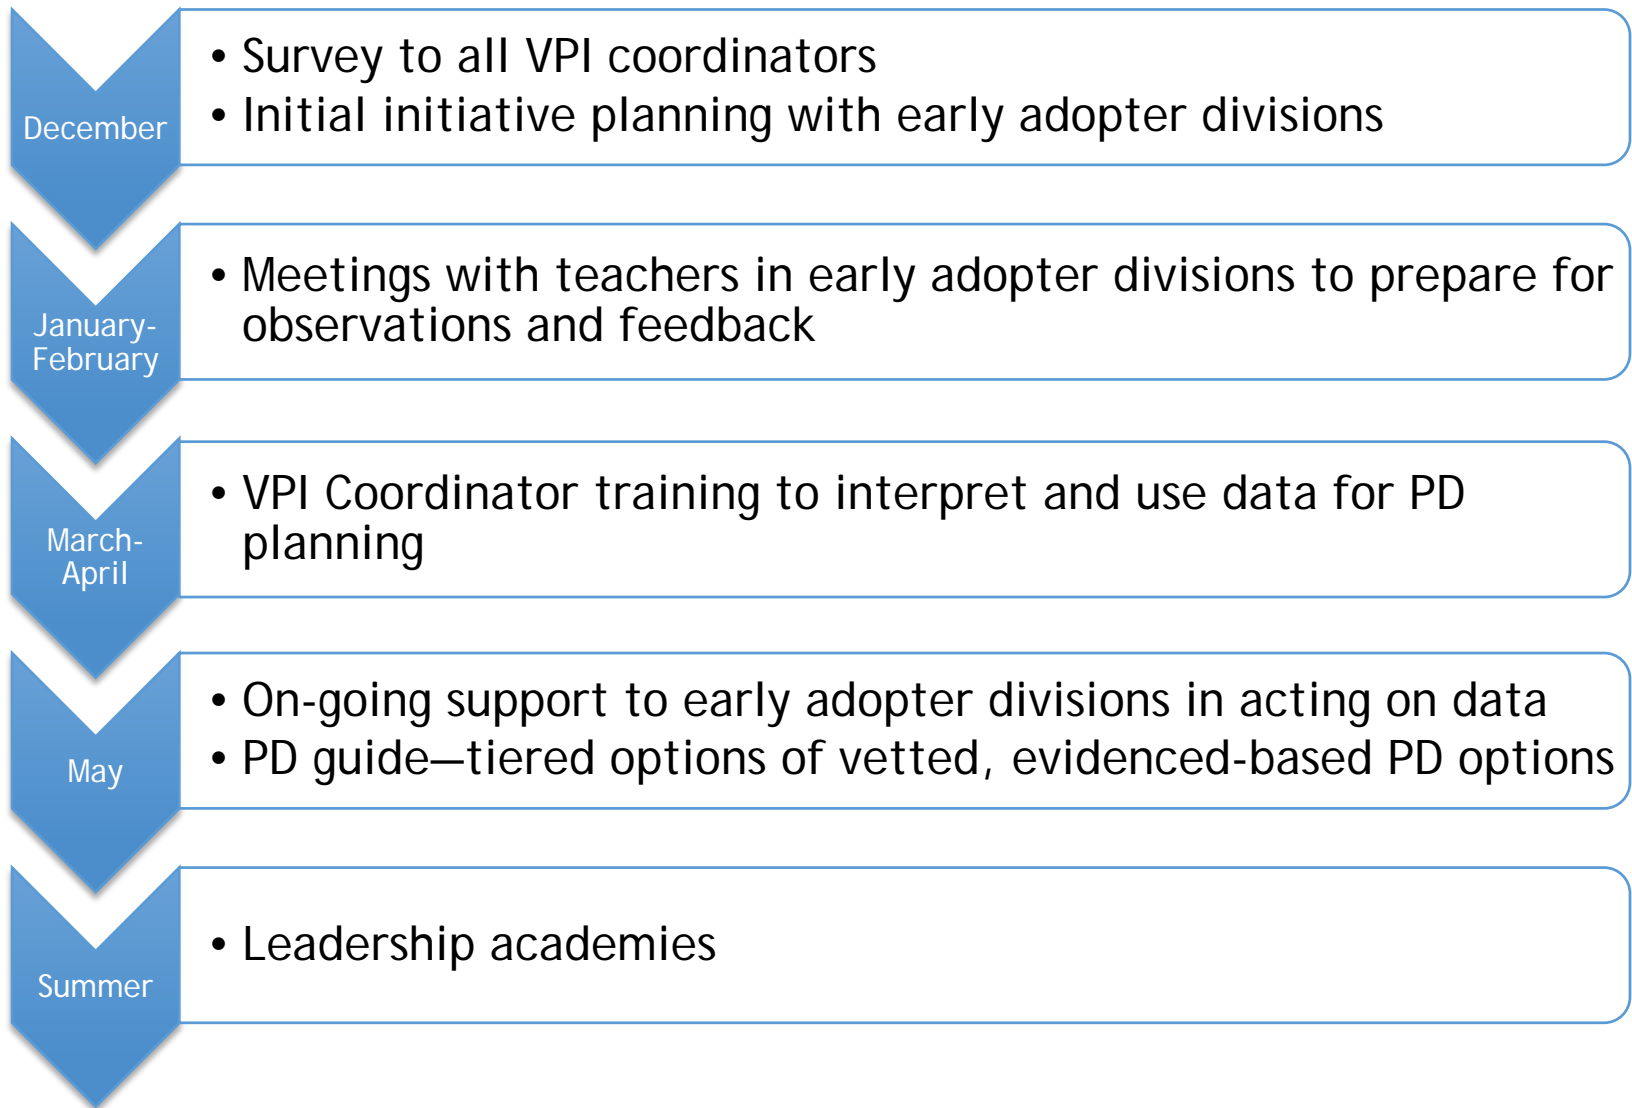 December
• Survey to all VPI coordinators
• Initial initiative planning with early adopter divisions
January-
February
• Meetings with teachers in early adopter divisions to prepare for
observations and feedback
March-
April
• VPI Coordinator training to interpret and use data for PD
planning
May
• On-going support to early adopter divisions in acting on data
• PD guide—tiered options of vetted, evidenced-based PD options
Summer
• Leadership academies